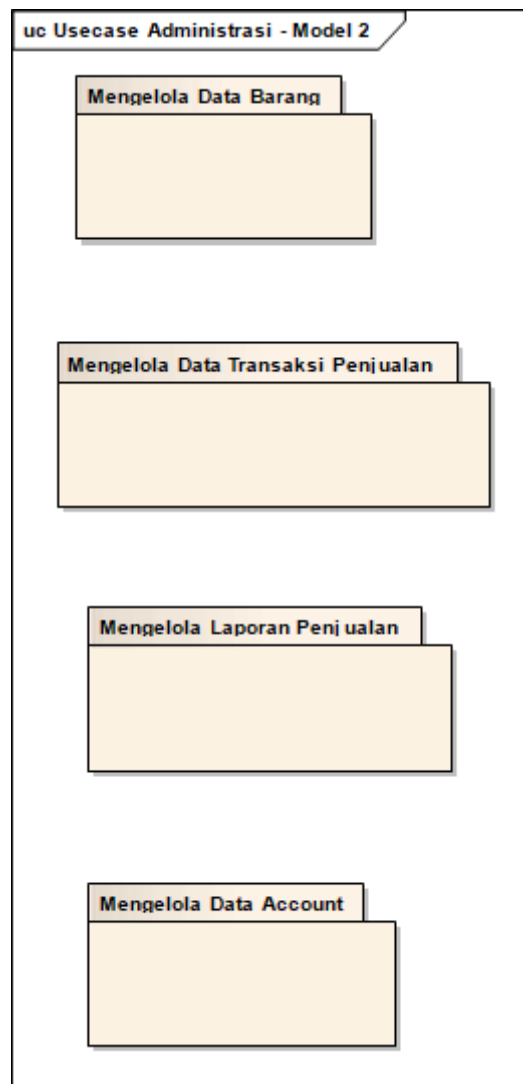 uc Usecase Administrasi - Model 2
Mengelola Data Barang
Mengelola Data Transaksi Penjualan
Mengelola Laporan Penjualan
Mengelola Data Account